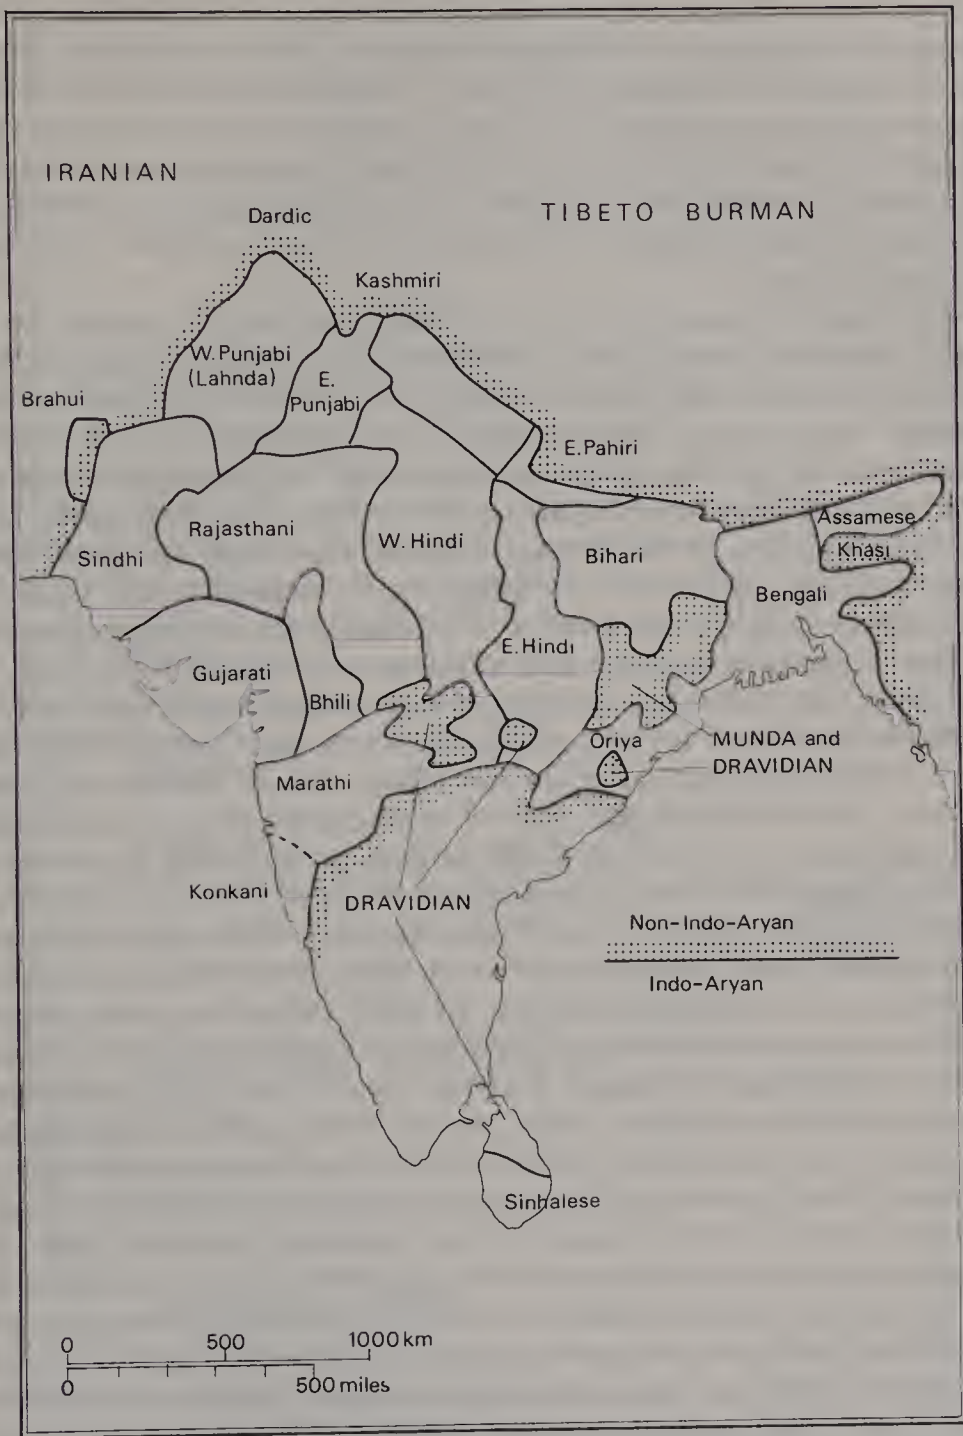 IRANIAN
TIBETO BURMAN
Dardic
Kashmiri
W. Punjabi
(Lahnda)
E.
Punjabi
Brahui
E. Pahiri
Assamese
Khasi
Rajasthani
W. Hindi
Bihari
Sindhi
Bengali
E. Hindi
Gujarati
Bhili
Oriya
MUNDA and
DRAVIDIAN
Marathi
Konkani
DRAVIDIAN
Non-Indo-Aryan
Indo-Aryan
Sinhalese
0 500 1000 km
0 500 miles